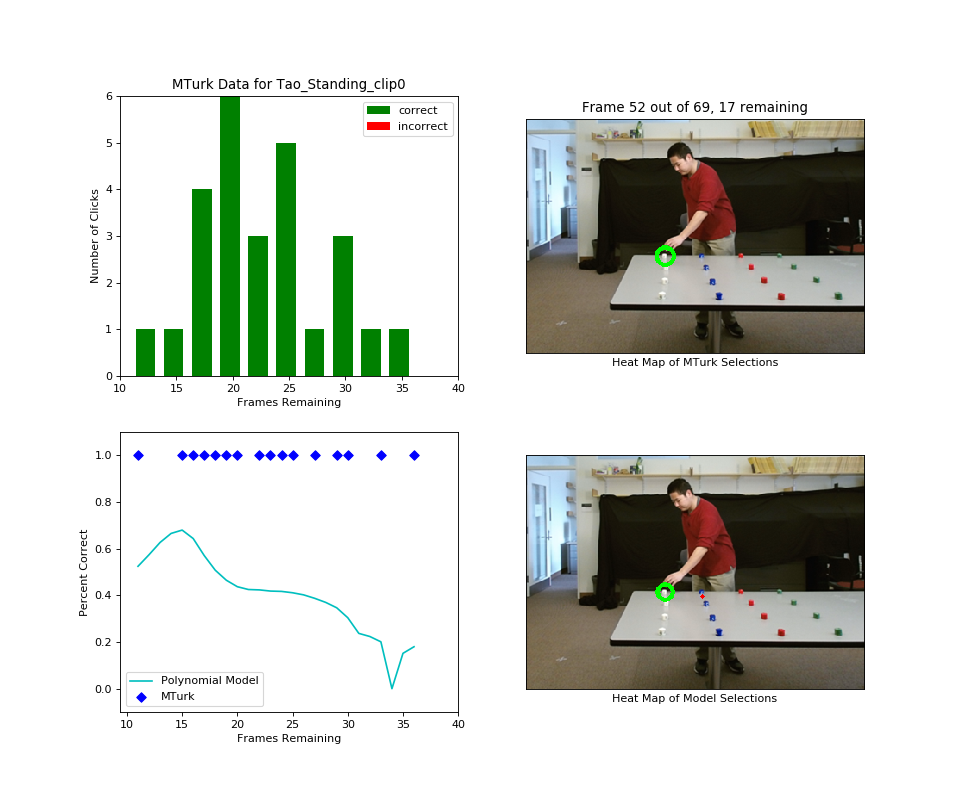 MTurk Data for Tao_Standing_clip0
6
5
4
3
2
1
0
Number of Clicks
correct
incorrect
10 15 20 25 30 35 40
Frames Remaining
Frame 52 out of 69, 17 remaining
Heat Map of MTurk Selections
1.0
0.8
0.6
0.4
0.2
0.0
Percent Correct
Polynomial Model
MTurk
10 15 20 25 30 35 40
Frames Remaining
Heat Map of Model Selections